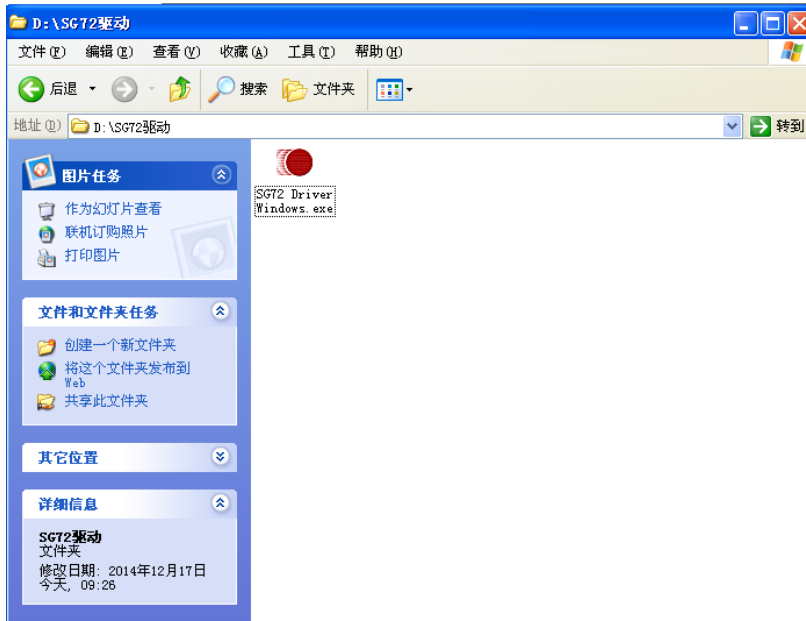 D:\SG72驱动
文件(F) 编辑(E) 查看(V) 收藏(A) 工具(T) 帮助(H)
后退 搜索 文件夹
地址(D) D:\SG72驱动 转到
图片任务
作为幻灯片查看
联机订购照片
打印图片
文件和文件夹任务
创建一个新文件夹
将这个文件夹发布到
Web
共享此文件夹
其它位置
详细信息
SG72驱动
文件夹
修改日期: 2014年12月17日
今天, 09:26
SG72 Driver
Windows.exe